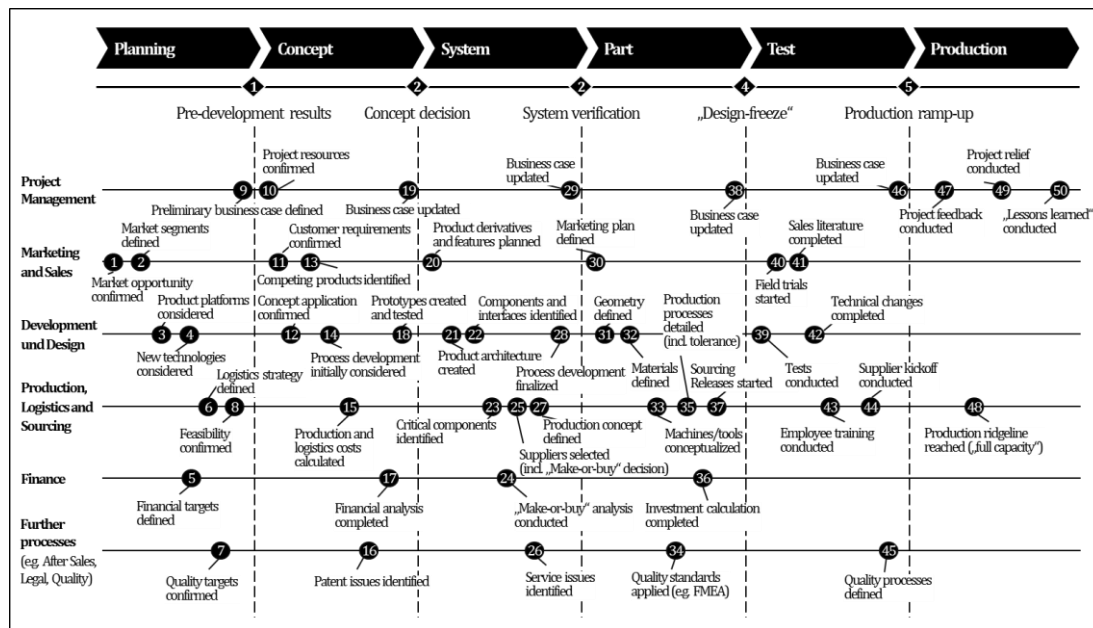 Planning
Concept
System
Part
Test
Production
1
2
2
4
5
Pre-development results
Concept decision
System verification
„Design-freeze“
Production ramp-up
Project
Management
9
10
19
29
38
46
47
49
50
Project resources
confirmed
Business case
updated
Business case
updated
Project relief
conducted
Preliminary business case defined
Business case updated
Business case
updated
Project feedback
conducted
„Lessons learned“
conducted
Marketing
and Sales
1
2
11
13
20
30
40
41
Market segments
defined
Customer requirements
confirmed
Product derivatives
and features planned
Marketing plan
defined
Sales literature
completed
Market opportunity
confirmed
Competing products identified
Field trials
started
Development
und Design
3
4
12
14
18
21
22
28
31
32
39
42
Product platforms
considered
Concept application
confirmed
Prototypes created
and tested
Components and
interfaces identified
Geometry
defined
Production
processes
detailed
(incl. tolerance)
Technical changes
completed
New technologies
considered
Process development
initially considered
Product architecture
created
Process development
finalized
Materials
defined
Tests
conducted
Production,
Logistics and
Sourcing
6
8
15
23
25
27
33
35
37
43
44
48
Logistics strategy
defined
Sourcing
Releases started
Supplier kickoff
conducted
Feasibility
confirmed
Production and
logistics costs
calculated
Critical components
identified
Production concept
defined
Suppliers selected
(incl. „Make-or-buy“ decision)
Machines/tools
conceptualized
Employee training
conducted
Production ridgeline
reached („full capacity“)
Finance
5
17
24
36
Financial targets
defined
Financial analysis
completed
„Make-or-buy“ analysis
conducted
Investment calculation
completed
Further
processes
(e.g. After Sales,
Legal, Quality)
7
16
26
34
45
Quality targets
confirmed
Patent issues identified
Service issues
identified
Quality standards
applied (e.g. FMEA)
Quality processes
defined